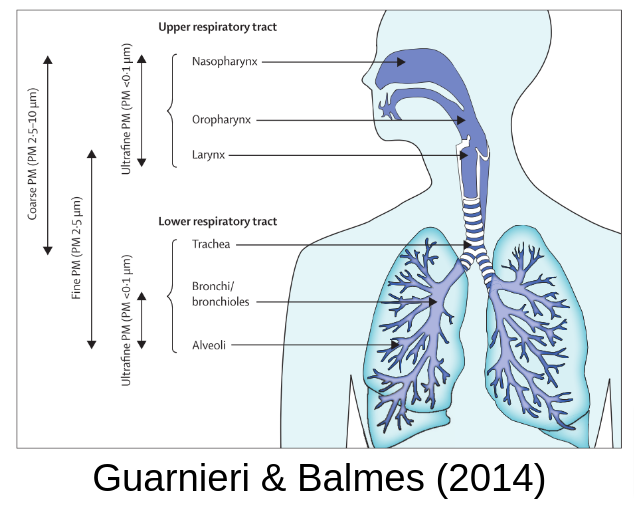 Upper respiratory tract
Nasopharynx
Oropharynx
Larynx
Lower respiratory tract
Trachea
Bronchi/
bronchioles
Alveoli
Coarse PM (PM 2·5–10 μm)
Fine PM (PM 2·5 μm)
Ultrafine PM (PM <0·1 μm)
Ultrafine PM (PM <0·1 μm)
Guarnieri & Balmes (2014)